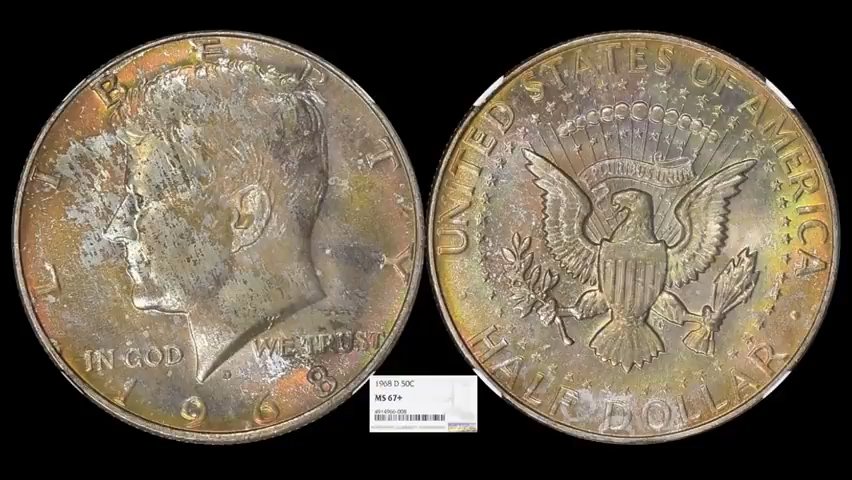 LIBERTY
IN GOD WE TRUST
D
1968
UNITED STATES OF AMERICA
E PLURIBUS UNUM
HALF DOLLAR
1968 D 50C
MS 67+